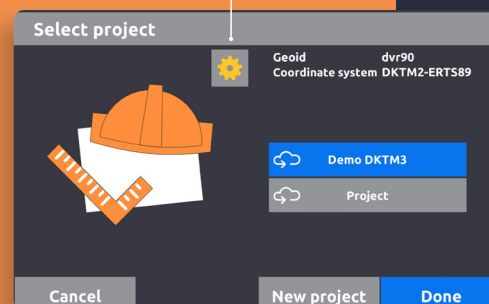 Select project
Geoid dvr90
Coordinate system DKTM2-ERTS89
Demo DKTM3
Project
Cancel
New project
Done